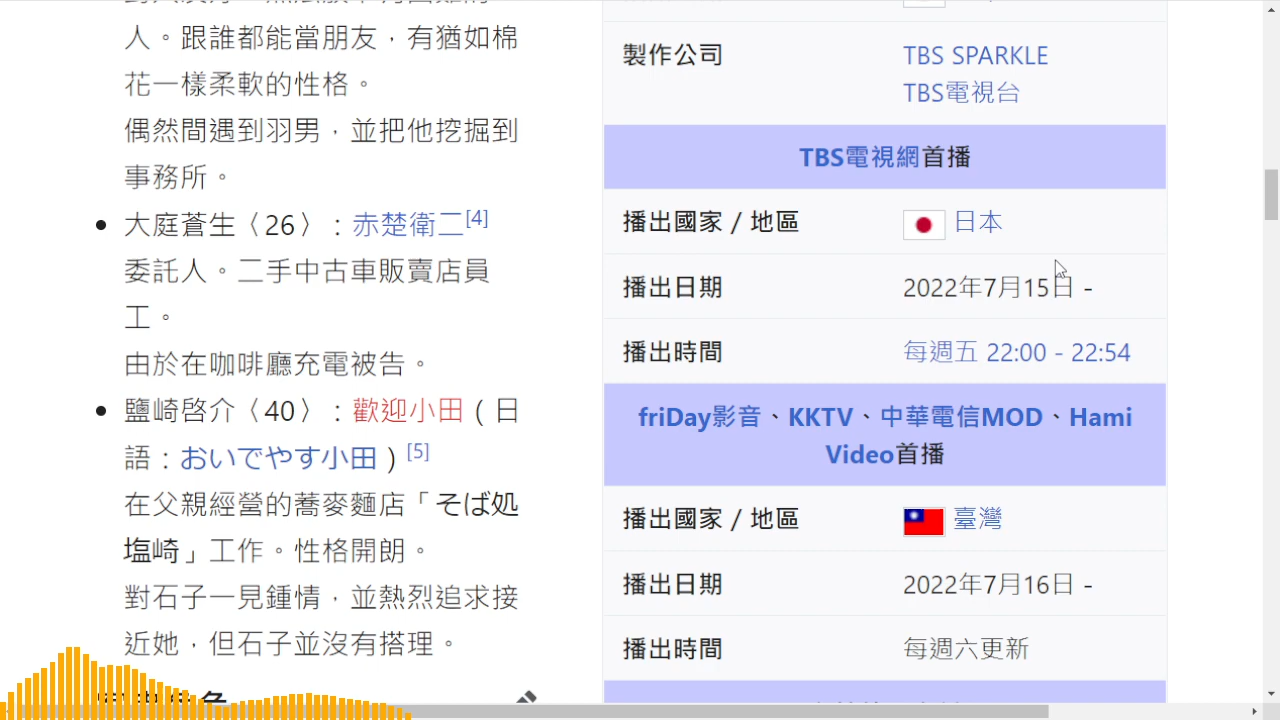 人。跟誰都能當朋友，有猶如棉
花一樣柔軟的性格。
偶然間遇到羽男，並把他挖掘到
事務所。
大庭蒼生〈26〉：赤楚衛二[4]
委託人。二手中古車販賣店員
工。
由於在咖啡廳充電被告。
鹽崎啓介〈40〉：歡迎小田（日
語：おいでやす小田）[5]
在父親經營的蕎麥麵店「そば処
塩崎」工作。性格開朗。
對石子一見鍾情，並熱烈追求接
近她，但石子並沒有搭理。
製作公司
TBS SPARKLE
TBS電視台
TBS電視網首播
播出國家 / 地區
日本
播出日期
2022年7月15日 -
播出時間
每週五 22:00 - 22:54
friDay影音、KKTV、中華電信MOD、Hami
Video首播
播出國家 / 地區
臺灣
播出日期
2022年7月16日 -
播出時間
每週六更新